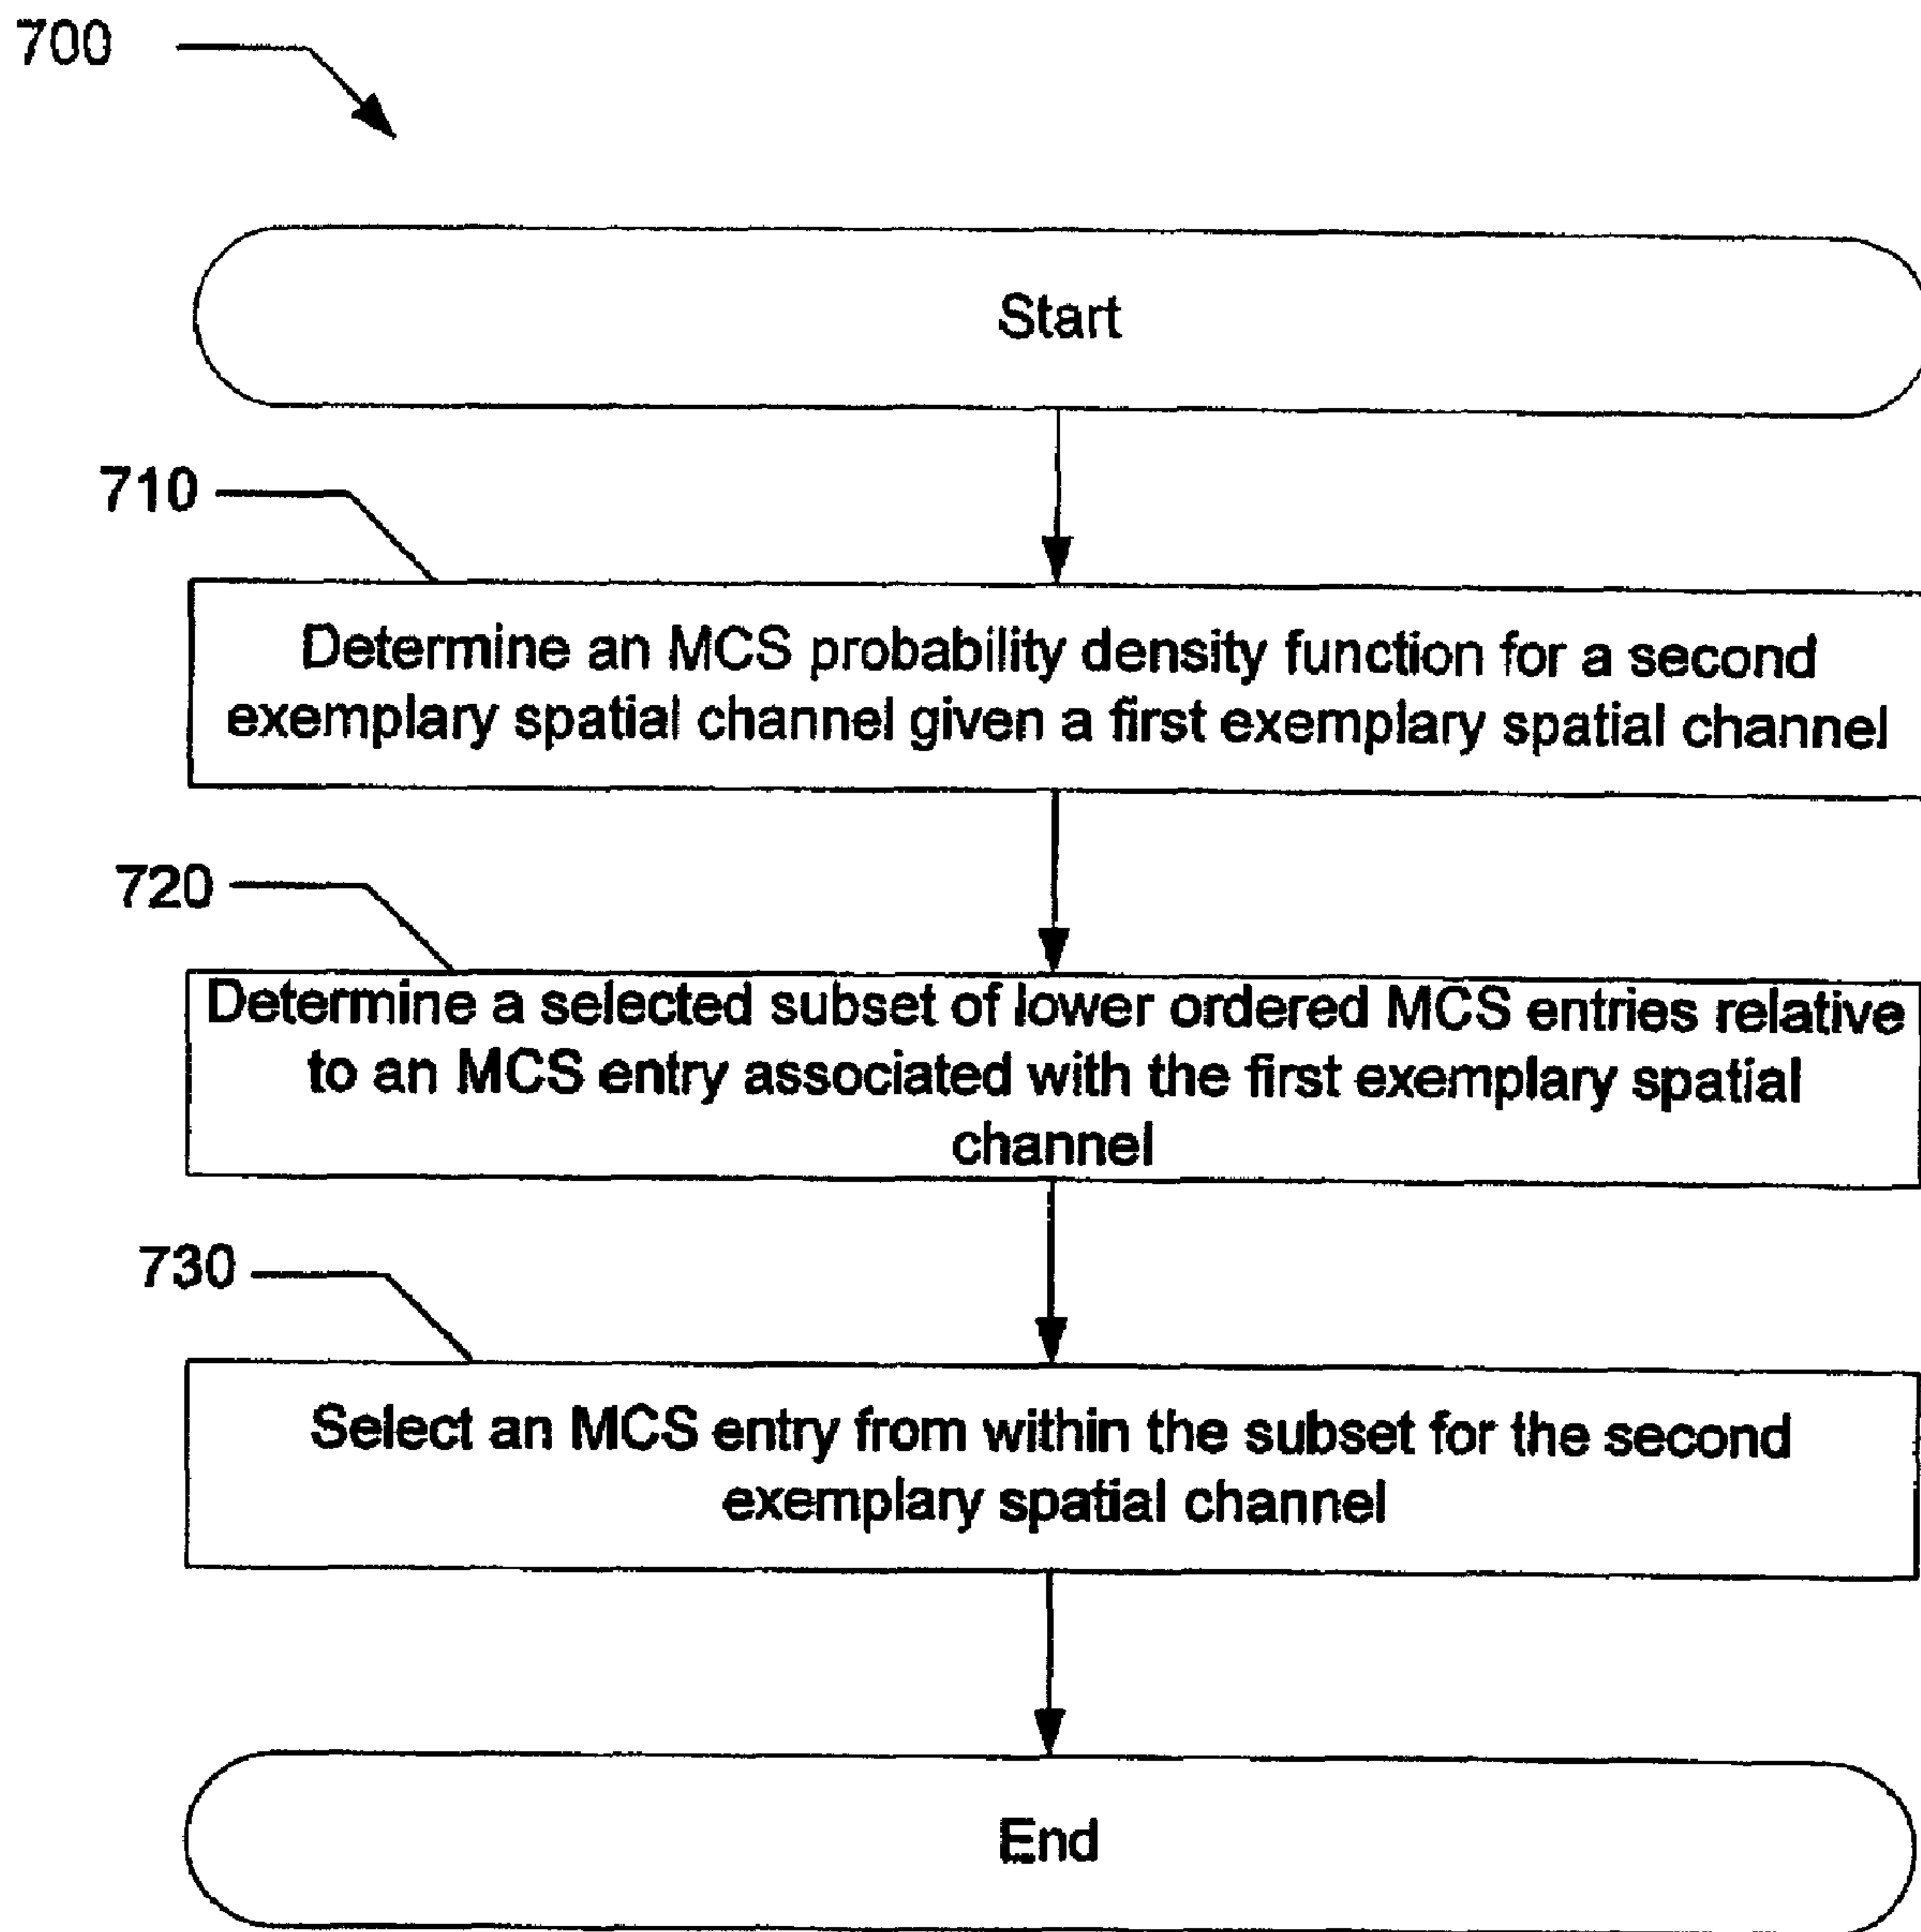 700
Start
710
Determine an MCS probability density function for a second
exemplary spatial channel given a first exemplary spatial channel
720
Determine a selected subset of lower ordered MCS entries relative
to an MCS entry associated with the first exemplary spatial
channel
730
Select an MCS entry from within the subset for the second
exemplary spatial channel
End